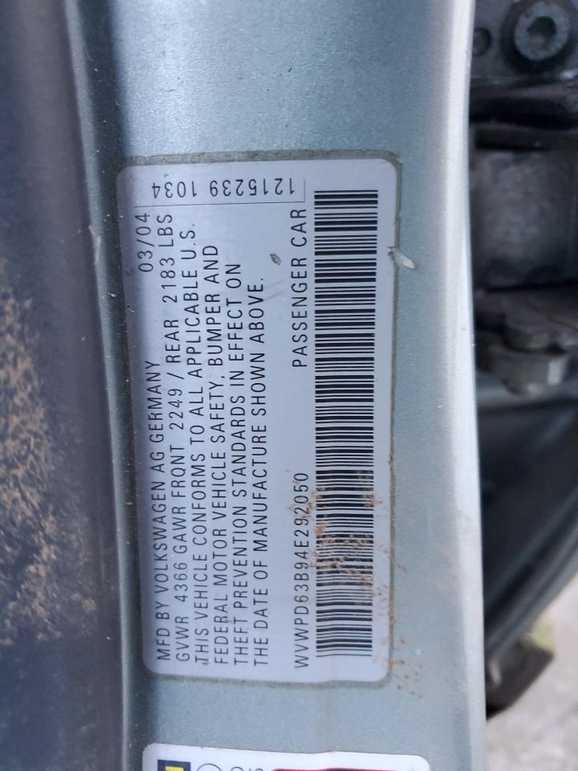 MFD BY VOLKSWAGEN AG GERMANY 03/04
GVWR 4366 GAWR FRONT 2249 / REAR 2183 LBS
THIS VEHICLE CONFORMS TO ALL APPLICABLE U.S.
FEDERAL MOTOR VEHICLE SAFETY, BUMPER AND
THEFT PREVENTION STANDARDS IN EFFECT ON
THE DATE OF MANUFACTURE SHOWN ABOVE.
WVWPD63B94E292050 PASSENGER CAR
1215239 1034